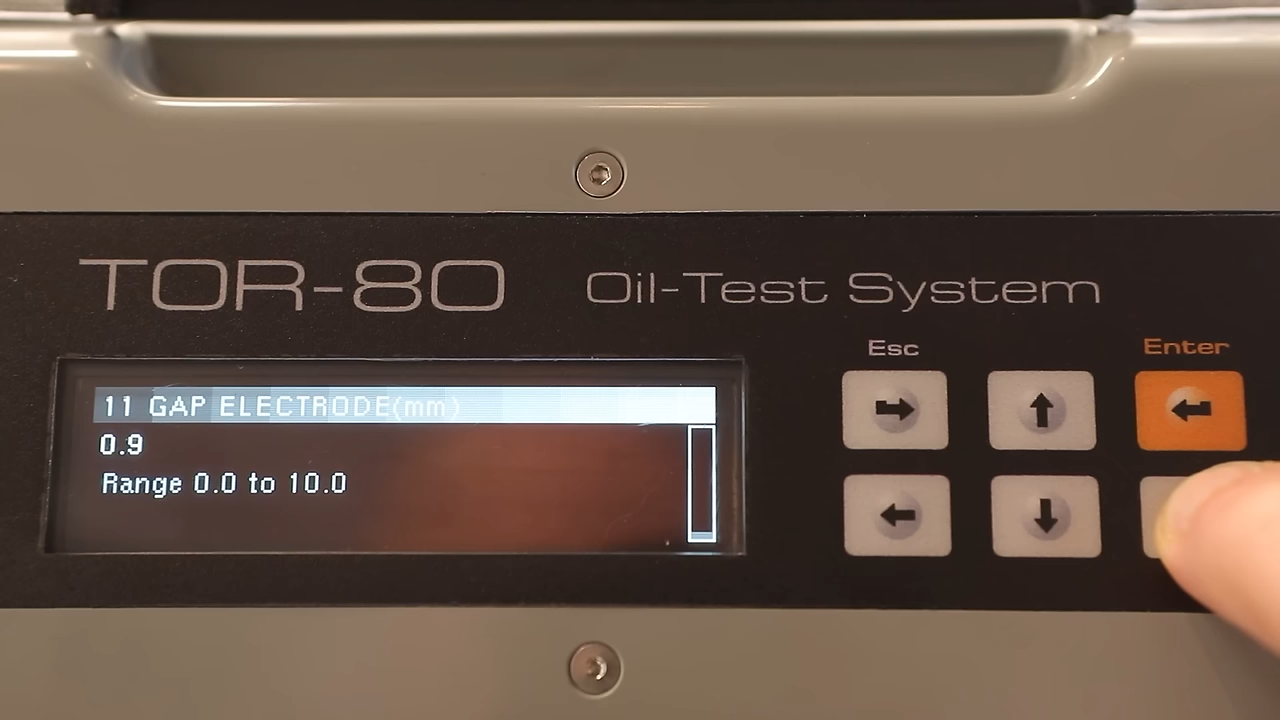 TOR-80 Oil-Test System
Esc
Enter
11 GAP ELECTRODE(mm)
0.9
Range 0.0 to 10.0